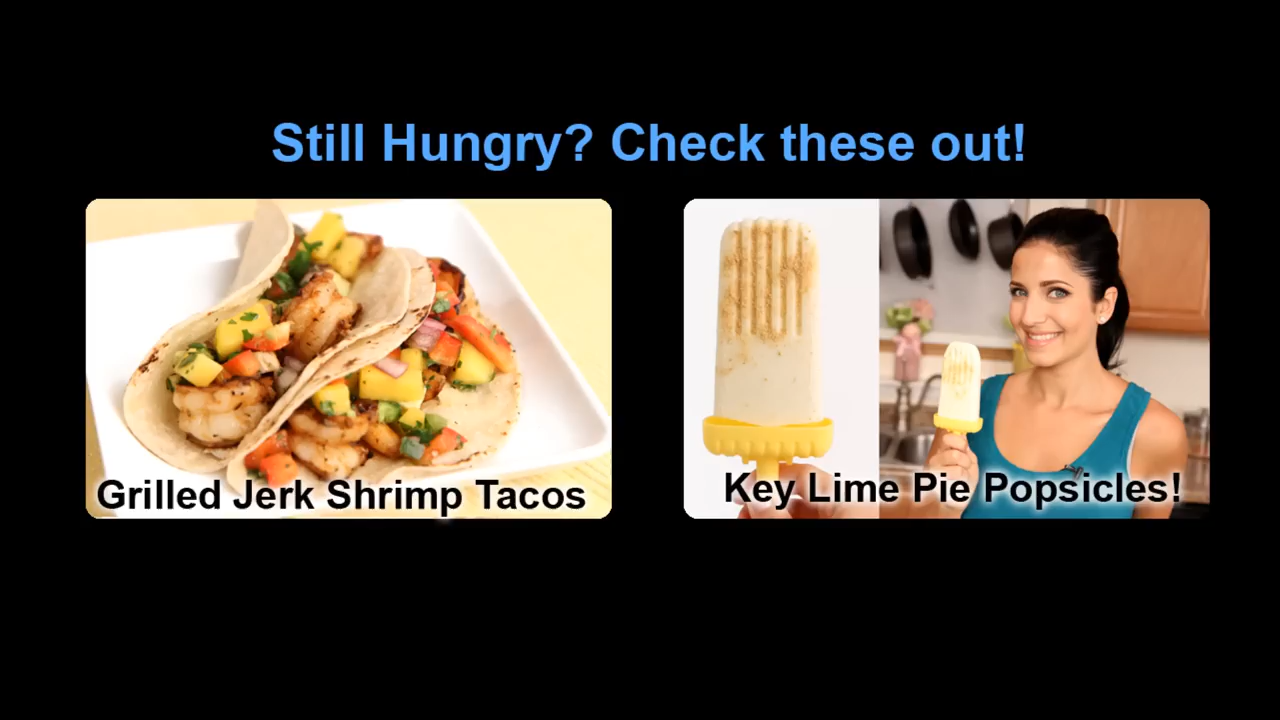 Still Hungry? Check these out!
Grilled Jerk Shrimp Tacos
Key Lime Pie Popsicles!